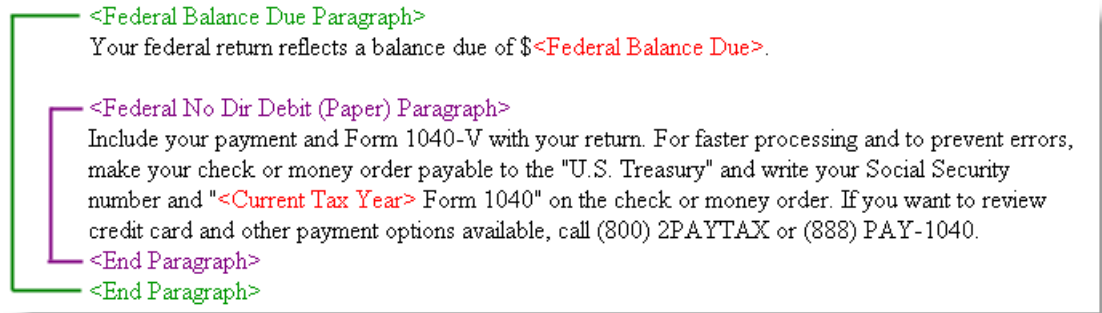 <Federal Balance Due Paragraph>
Your federal return reflects a balance due of $<Federal Balance Due>.
<Federal No Dir Debit (Paper) Paragraph>
Include your payment and Form 1040-V with your return. For faster processing and to prevent errors,
make your check or money order payable to the "U.S. Treasury" and write your Social Security
number and "<Current Tax Year> Form 1040" on the check or money order. If you want to review
credit card and other payment options available, call (800) 2PAYTAX or (888) PAY-1040.
<End Paragraph>
<End Paragraph>